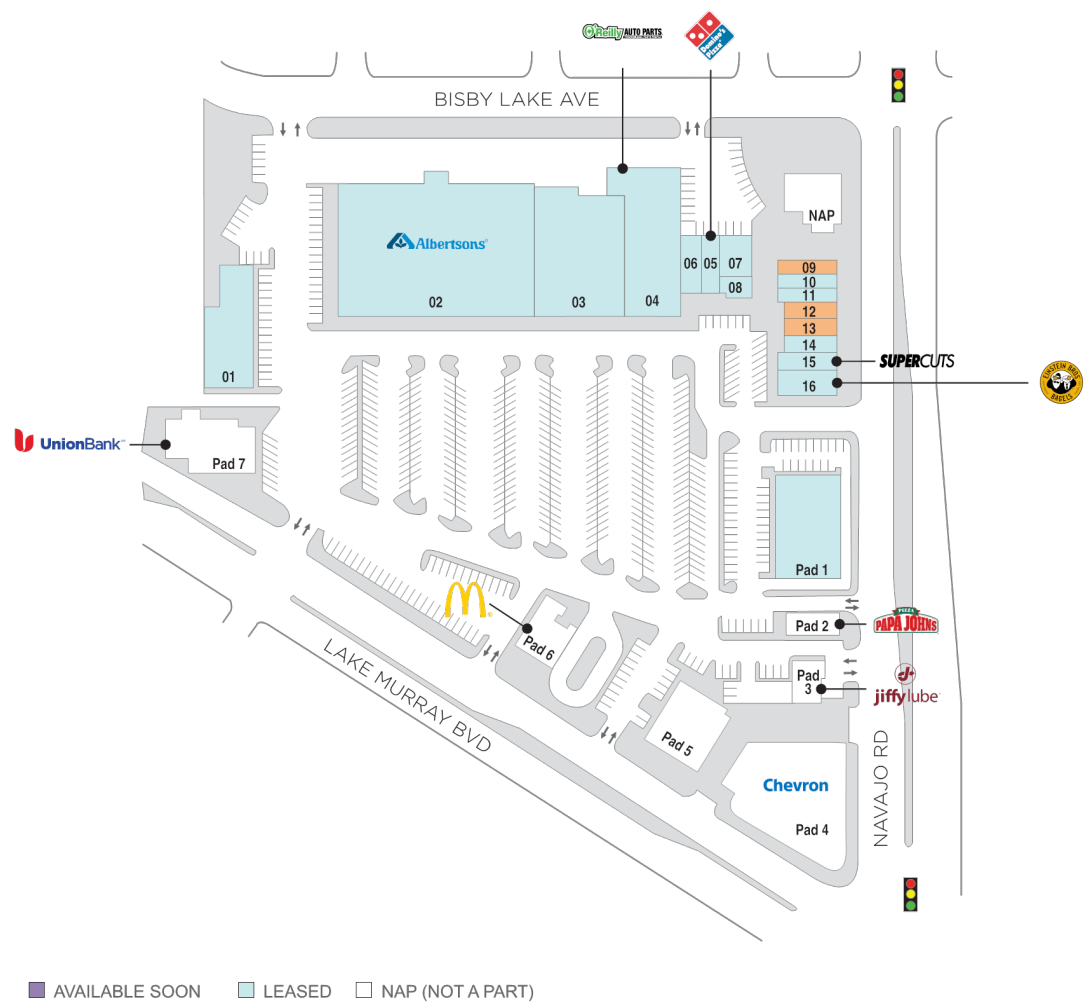 O'Reilly AUTO PARTS
Domino's
Pizza
BISBY LAKE AVE
NAP
Albertsons
06
05
07
08
09
10
11
12
13
14
15
16
02
03
04
01
SUPERCUTS
EINSTEIN BROS
BAGELS
UnionBank
Pad 7
Pad 1
Pad 2
PIZZA
PAPA JOHNS
Pad 6
Pad
3
jiffylube
LAKE MURRAY BVD
Pad 5
Chevron
Pad 4
NAVAJO RD
AVAILABLE SOON
LEASED
NAP (NOT A PART)